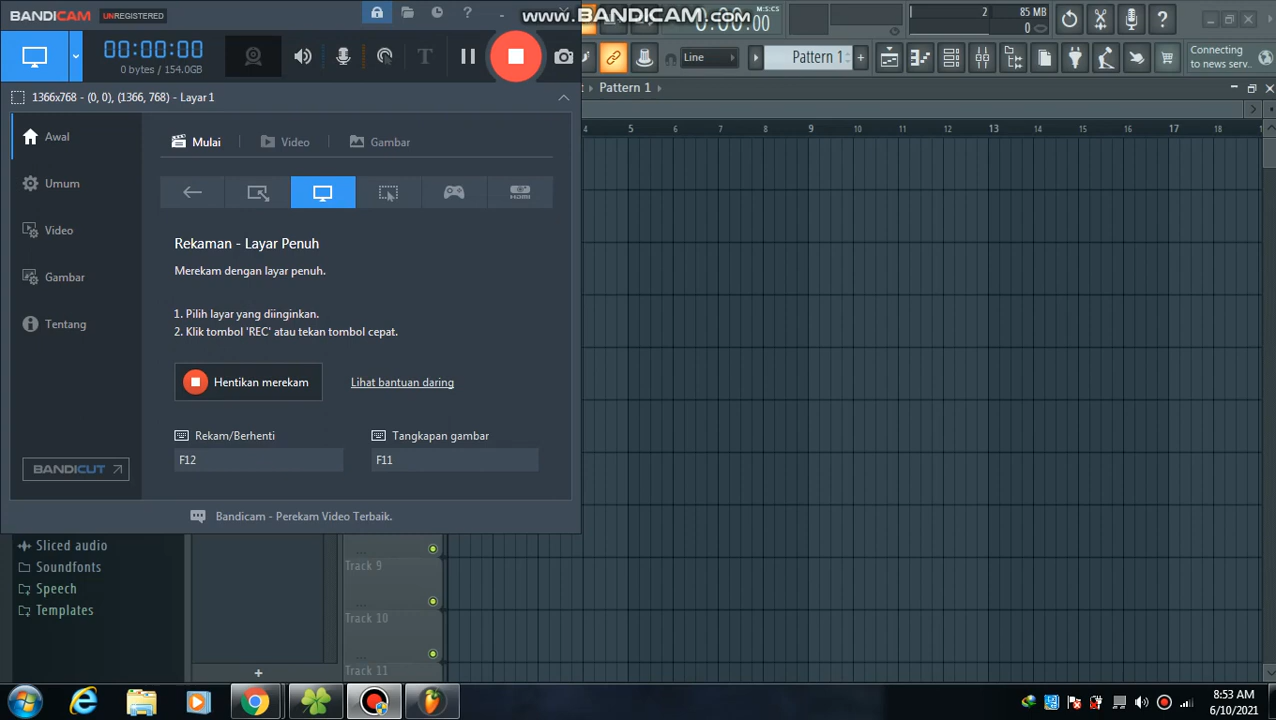 BANDICAM UNREGISTERED
www.BANDICAM.com
0:00:00
2 85 MB
0
00:00:00
0 bytes / 154.0GB
Line
Pattern 1
Connecting
to news serv..
1366x768 - (0, 0), (1366, 768) - Layar 1
Pattern 1
4 5 6 7 8 9 10 11 12 13 14 15 16 17 18
Awal
Umum
Video
Gambar
Tentang
Mulai
Video
Gambar
HDMI
Rekaman - Layar Penuh
Merekam dengan layar penuh.
1. Pilih layar yang diinginkan.
2. Klik tombol 'REC' atau tekan tombol cepat.
Hentikan merekam
Lihat bantuan daring
Rekam/Berhenti
Tangkapan gambar
F12
F11
BANDICUT
Bandicam - Perekam Video Terbaik.
Sliced audio
Soundfonts
Speech
Templates
Track 9
Track 10
Track 11
8:53 AM
6/10/2021